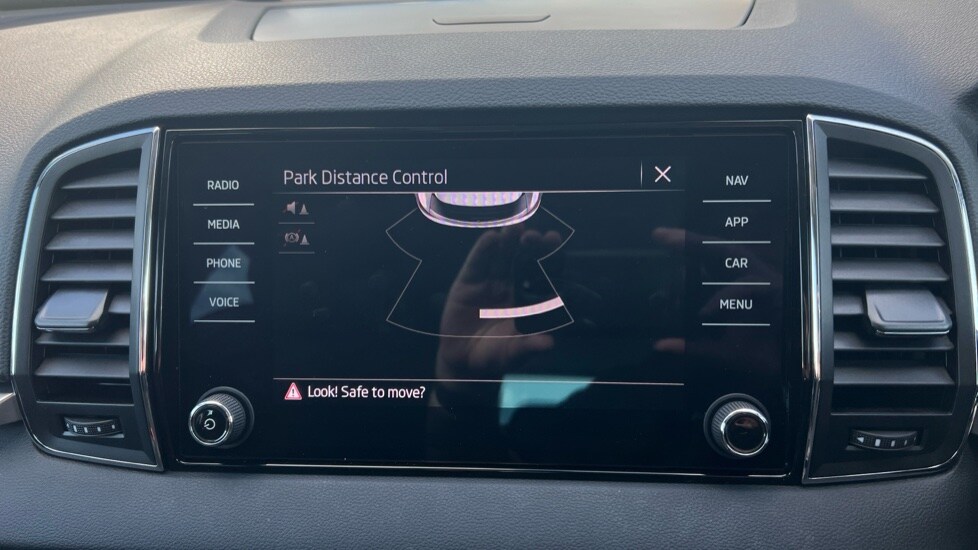 Park Distance Control
RADIO
MEDIA
PHONE
VOICE
NAV
APP
CAR
MENU
Look! Safe to move?